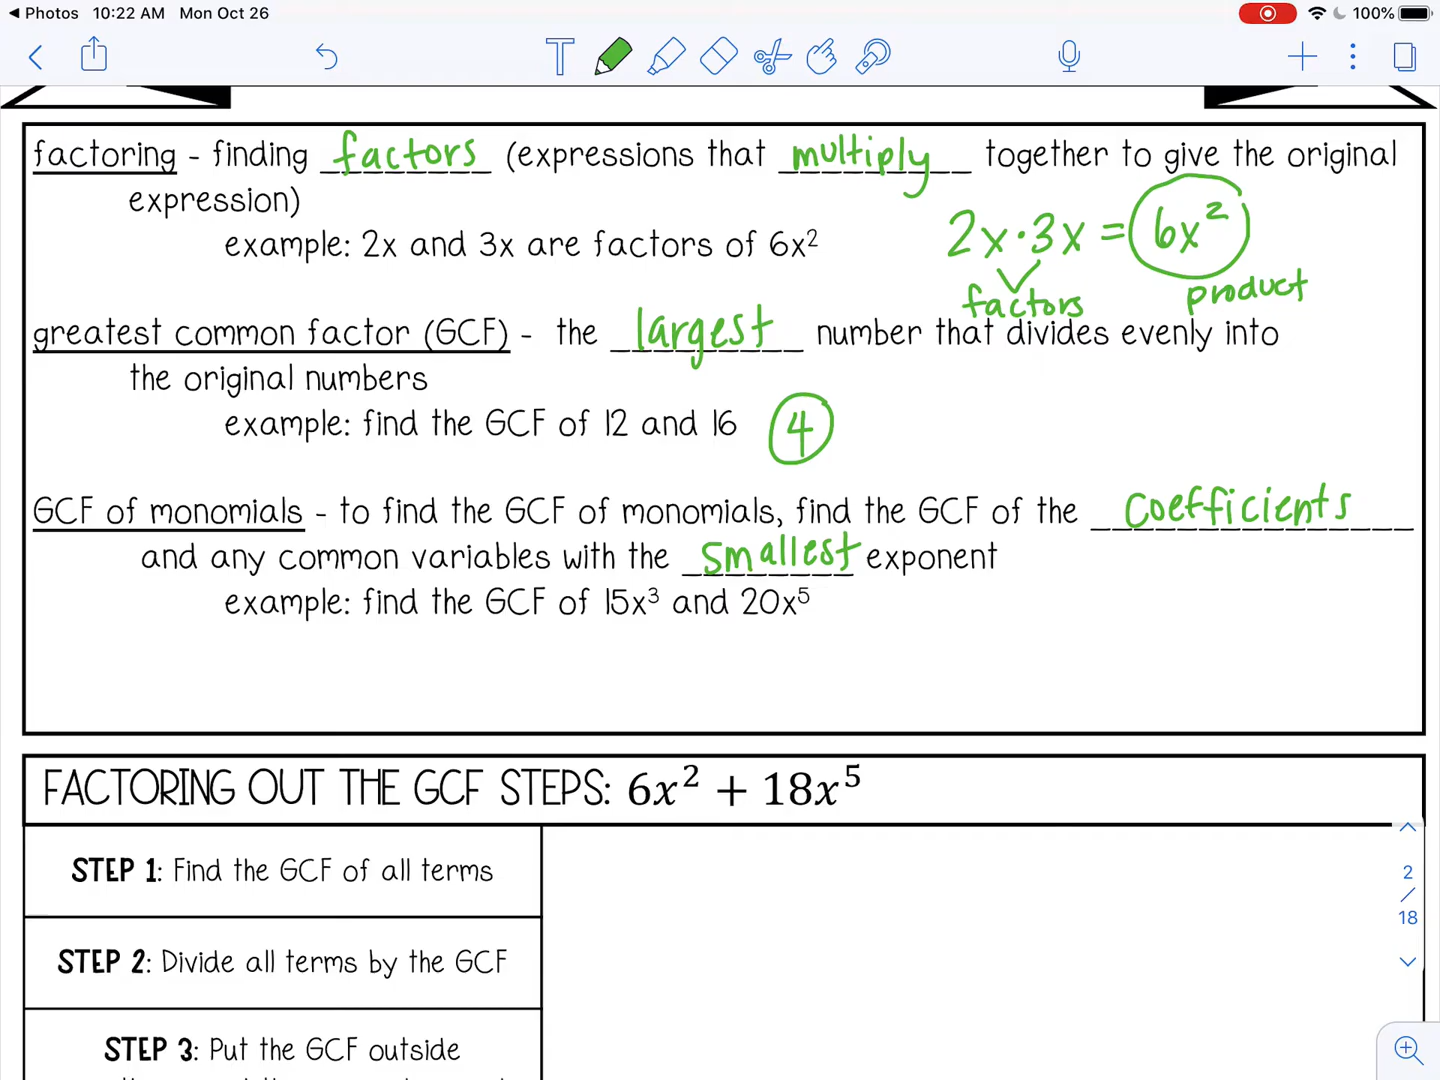 Photos 10:22 AM Mon Oct 26 100%
T
factoring - finding factors (expressions that multiply together to give the original
expression)
example: 2x and 3x are factors of 6x²
2x·3x = 6x²
factors product
greatest common factor (GCF) - the largest number that divides evenly into
the original numbers
example: find the GCF of 12 and 16 4
GCF of monomials - to find the GCF of monomials, find the GCF of the coefficients
and any common variables with the smallest exponent
example: find the GCF of 15x³ and 20x⁵
FACTORING OUT THE GCF STEPS: 6x² + 18x⁵
STEP 1: Find the GCF of all terms
2
/
18
STEP 2: Divide all terms by the GCF
STEP 3: Put the GCF outside